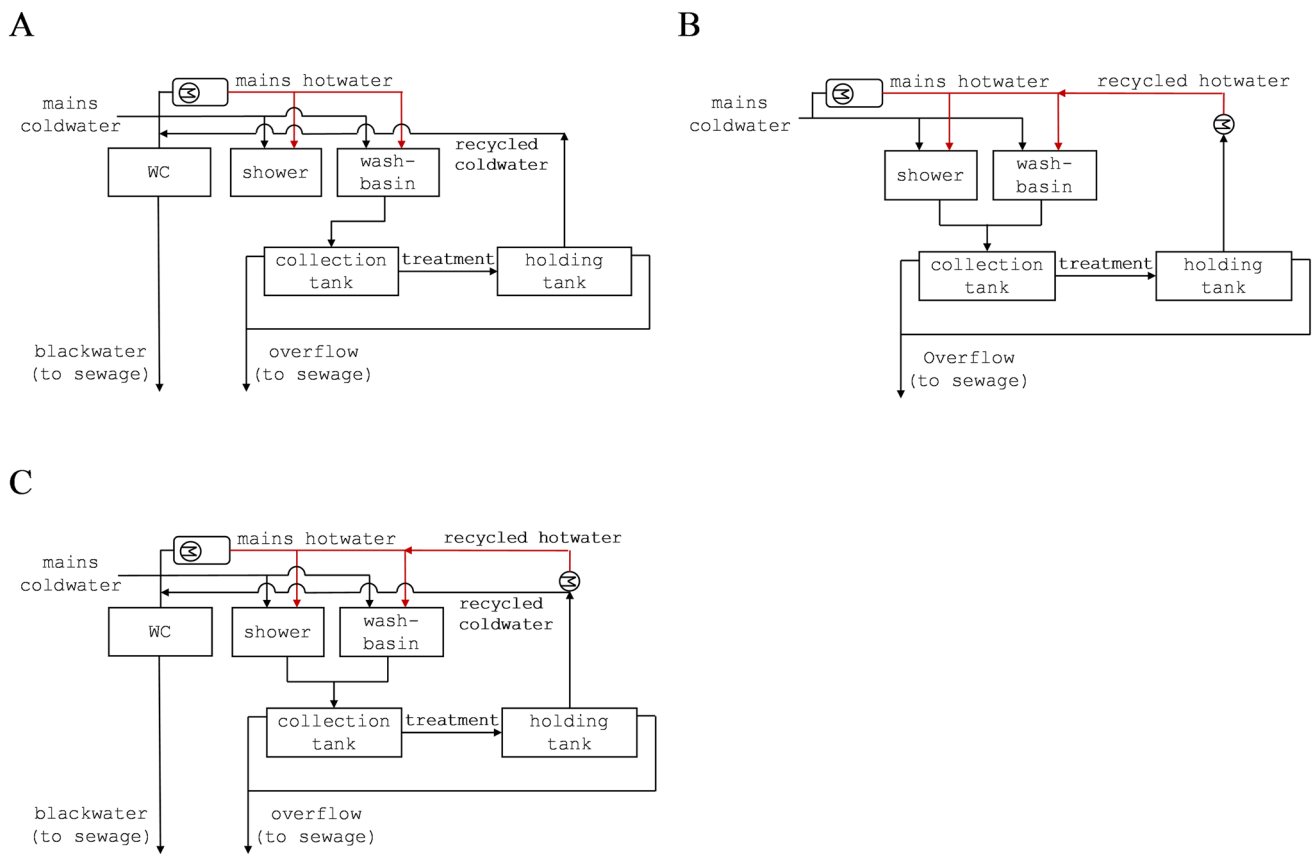 A
mains hotwater
mains
coldwater
recycled
coldwater
WC
shower
wash-
basin
collection
tank
treatment
holding
tank
blackwater
(to sewage)
overflow
(to sewage)
B
mains hotwater
recycled hotwater
mains
coldwater
shower
wash-
basin
collection
tank
treatment
holding
tank
Overflow
(to sewage)
C
mains hotwater
recycled hotwater
mains
coldwater
recycled
coldwater
WC
shower
wash-
basin
collection
tank
treatment
holding
tank
blackwater
(to sewage)
overflow
(to sewage)